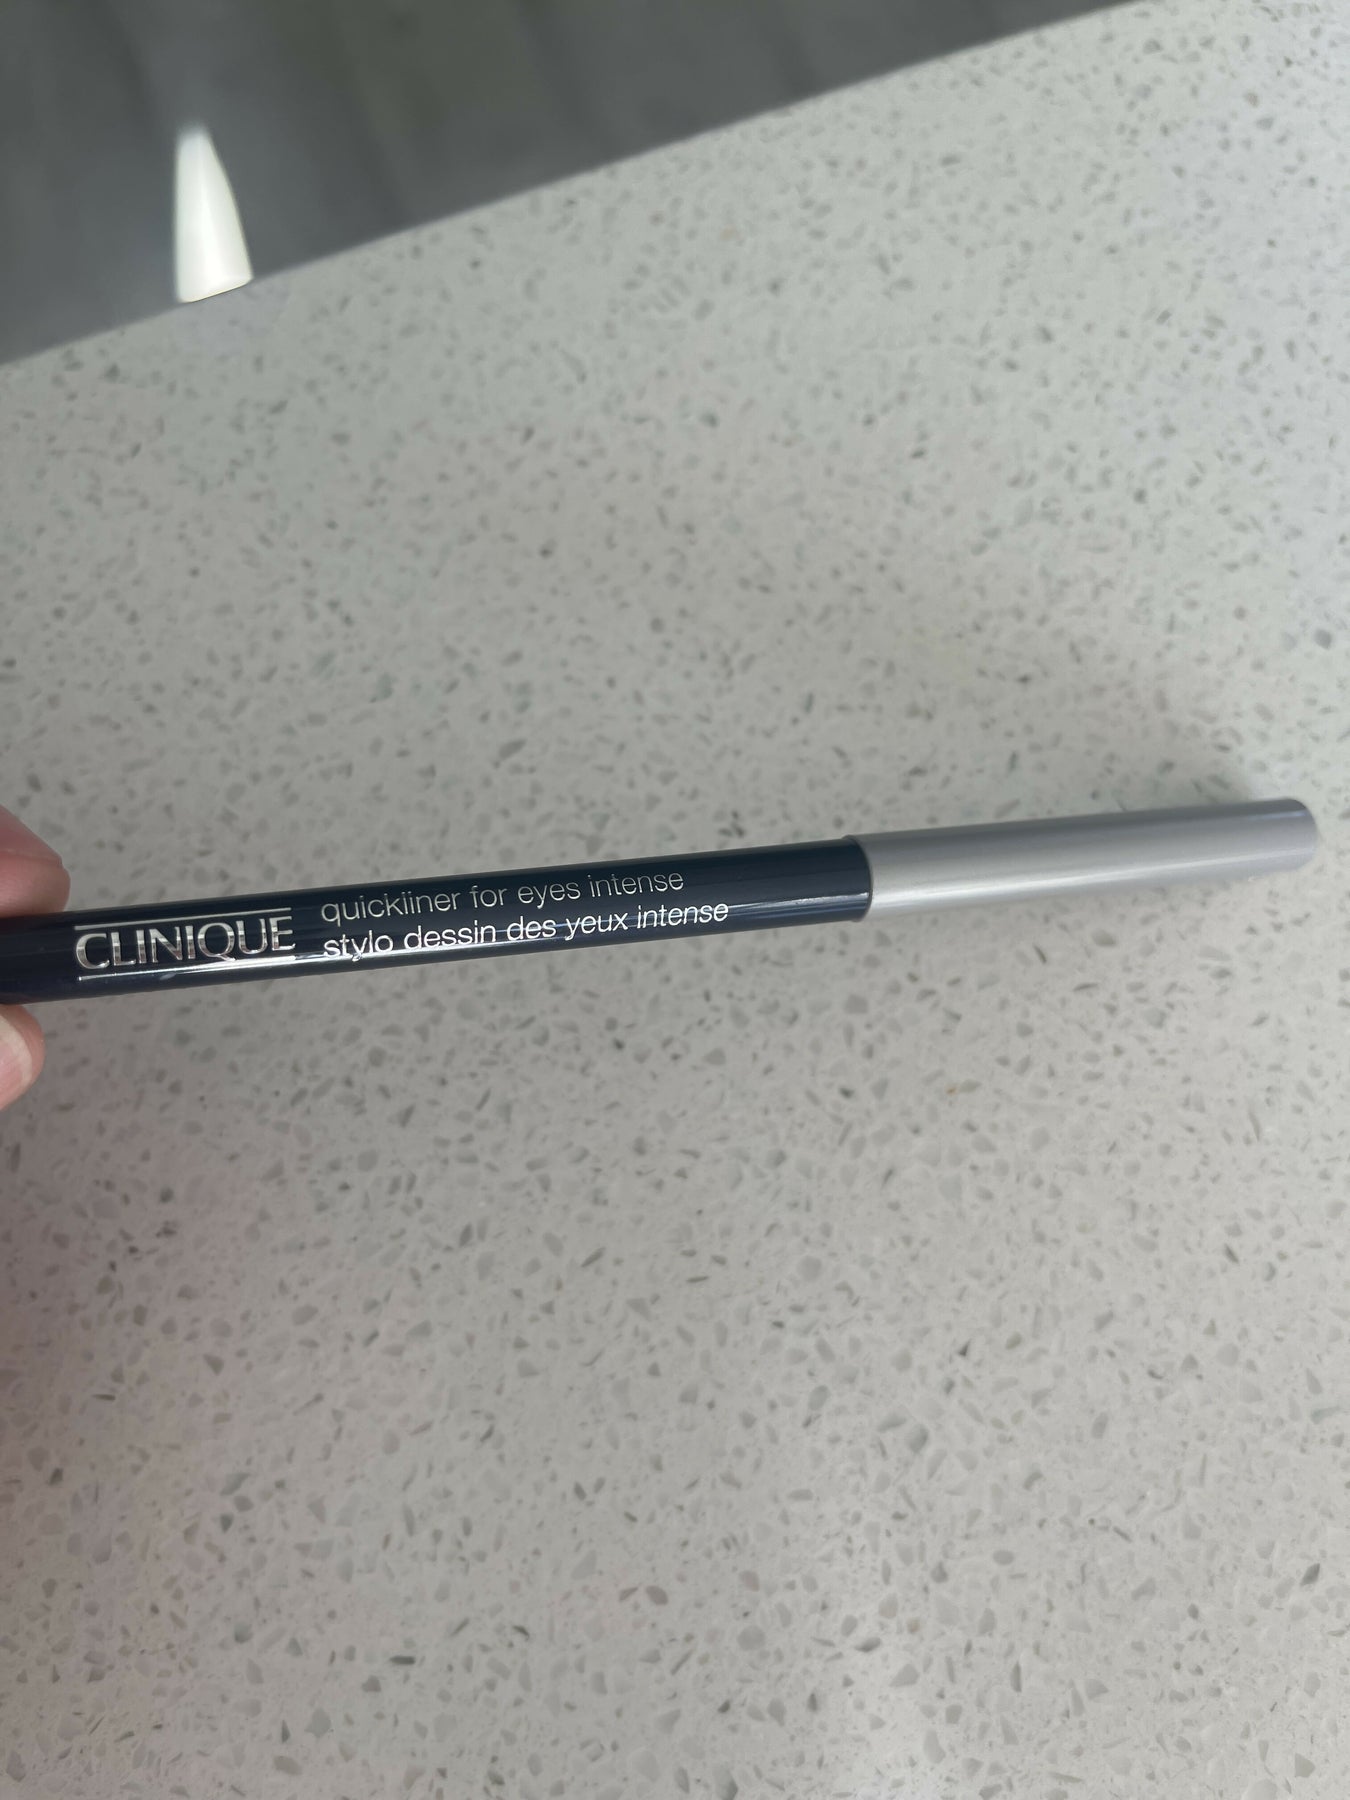 CLINIQUE
quickliner for eyes intense
stylo dessin des yeux intense